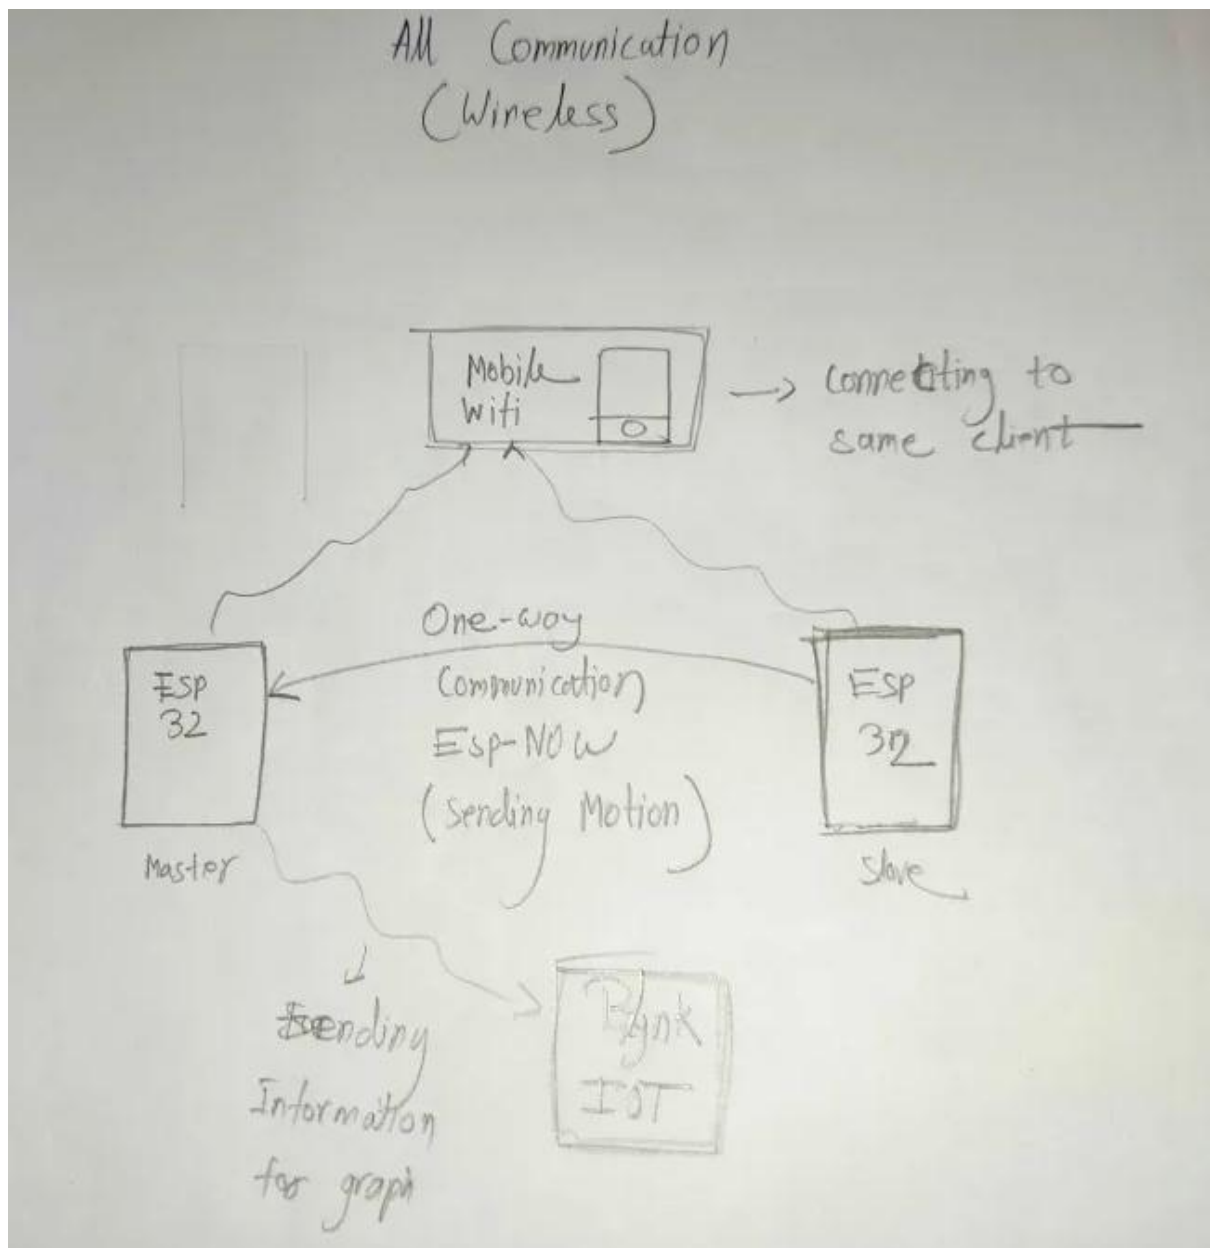 All Communication
(Wireless)
Mobile
Wifi
→ connecting to
same client
One-way
Communication
Esp-NOW
(Sending Motion)
Esp
32
Master
Esp
32
Slave
Sending
Information
for graph
Blynk
IOT